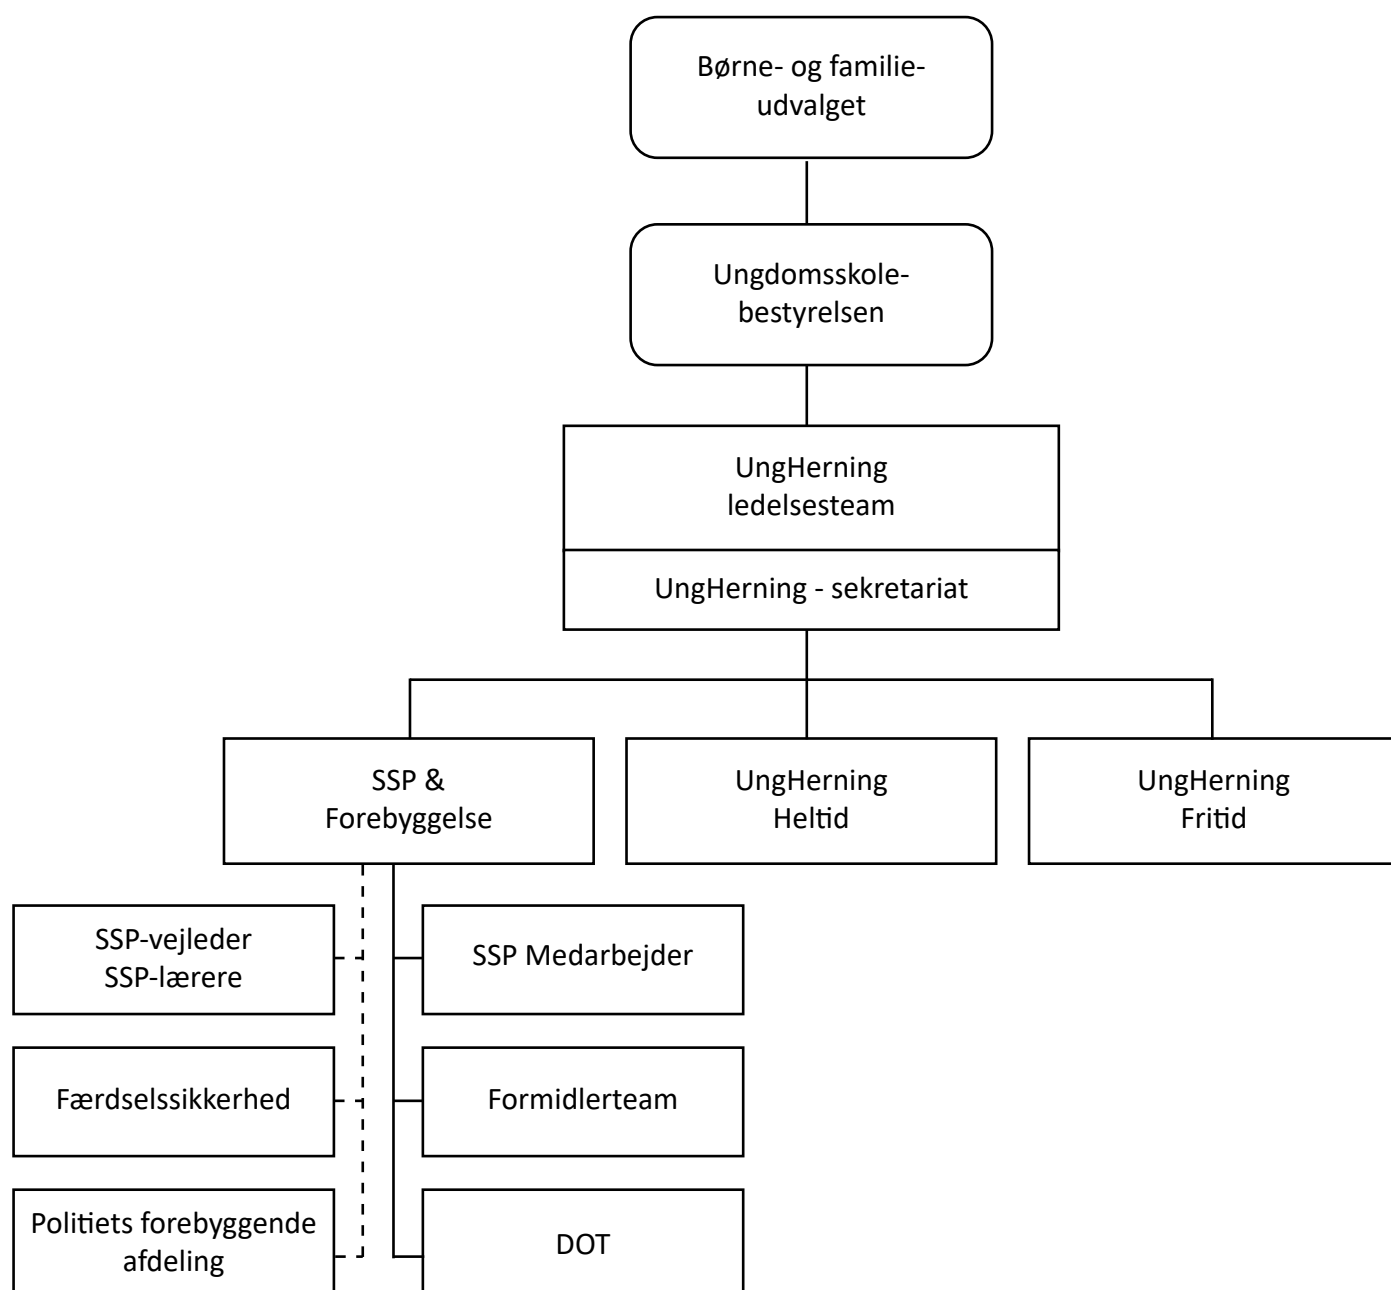 Børne- og familie-
udvalget
Ungdomsskole-
bestyrelsen
UngHerning
ledelsesteam
UngHerning - sekretariat
SSP &
Forebyggelse
UngHerning
Heltid
UngHerning
Fritid
SSP-vejleder
SSP-lærere
SSP Medarbejder
Færdselssikkerhed
Formidlerteam
Politiets forebyggende
afdeling
DOT